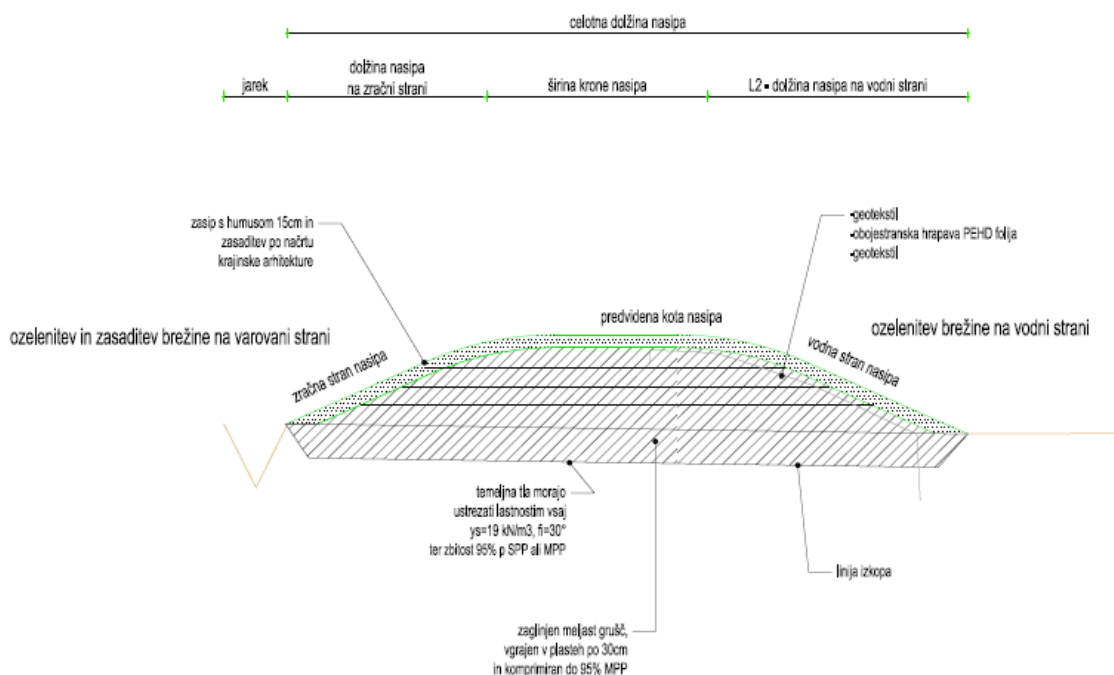 celotna dolžina nasipa
jarek
dolžina nasipa
na zračni strani
širina krone nasipa
L2 - dolžina nasipa na vodni strani
zasip s humusom 15cm in
zasaditev po načrtu
krajinske arhitekture
-geotekstil
-obojestranska hrapava PEHD folija
-geotekstil
ozelenitev in zasaditev brežine na varovani strani
predvidena kota nasipa
ozelenitev brežine na vodni strani
zračna stran nasipa
vodna stran nasipa
temeljna tla morajo
ustrezati lastnostim vsaj
ys=19 kN/m3, fi=30°
ter zbitost 95% p SPP ali MPP
linija izkopa
zaglinjen meljast grušč,
vgrajen v plasteh po 30cm
in komprimiran do 95% MPP